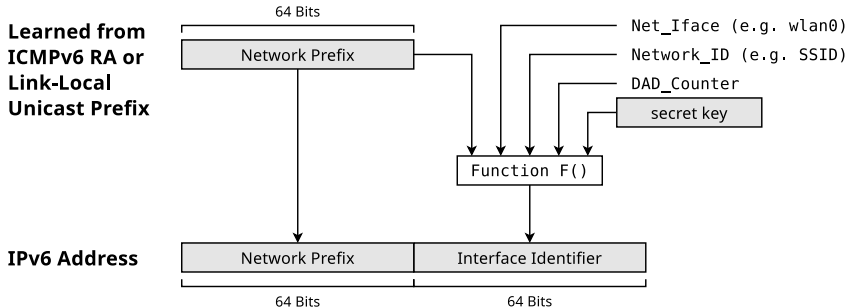 64 Bits
Learned from
ICMPv6 RA or
Link-Local
Unicast Prefix
Network Prefix
Net_Iface (e.g. wlan0)
Network_ID (e.g. SSID)
DAD_Counter
secret key
Function F()
IPv6 Address
Network Prefix
Interface Identifier
64 Bits
64 Bits